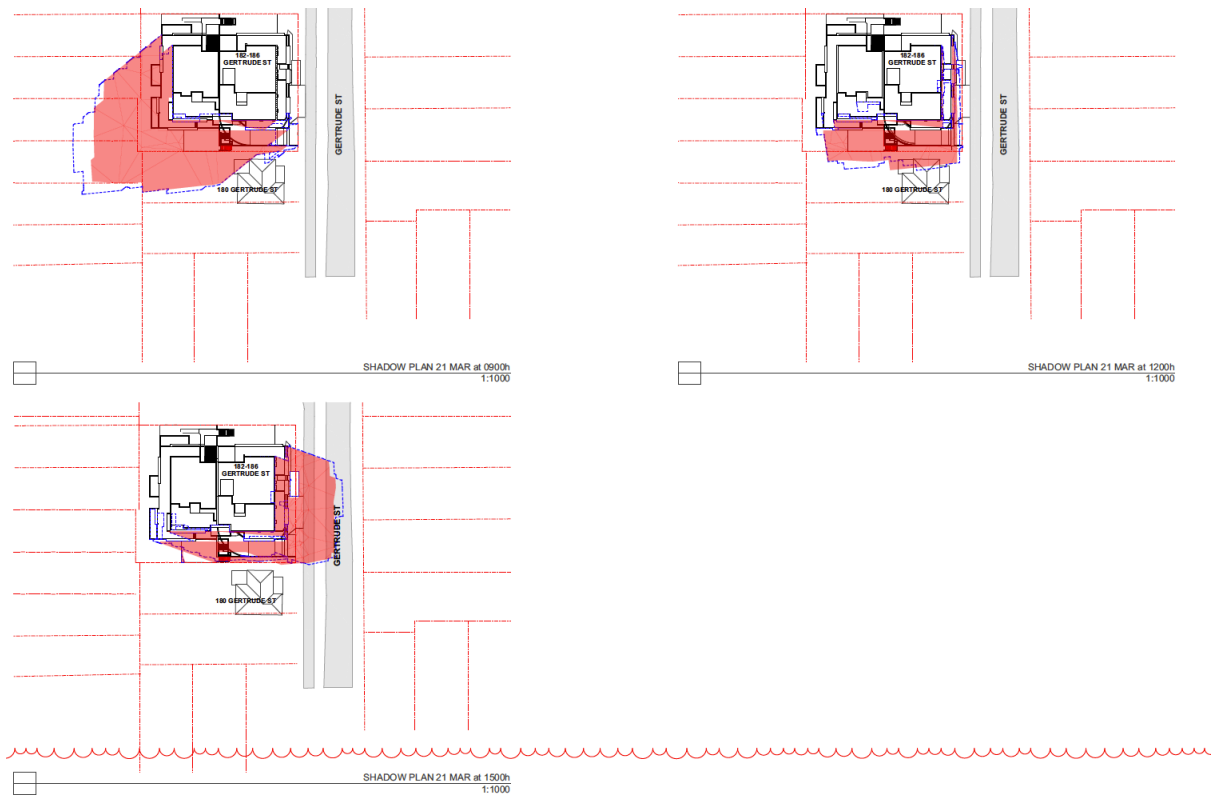 182-186
GERTRUDE ST
GERTRUDE ST
180 GERTRUDE ST
SHADOW PLAN 21 MAR at 0900h
1:1000
182-186
GERTRUDE ST
GERTRUDE ST
180 GERTRUDE ST
SHADOW PLAN 21 MAR at 1200h
1:1000
182-186
GERTRUDE ST
GERTRUDE ST
180 GERTRUDE ST
SHADOW PLAN 21 MAR at 1500h
1:1000